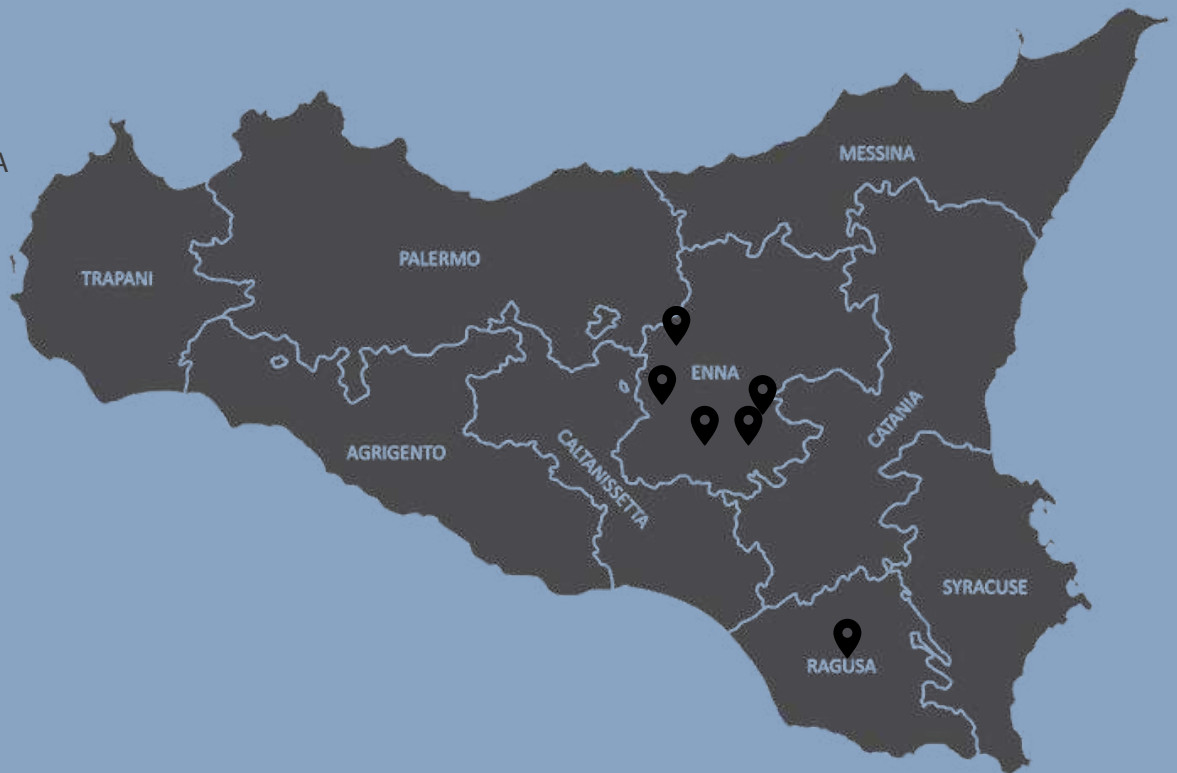 A
MESSINA
PALERMO
TRAPANI
ENNA
CATANIA
AGRIGENTO
CALTANISSETTA
SYRACUSE
RAGUSA